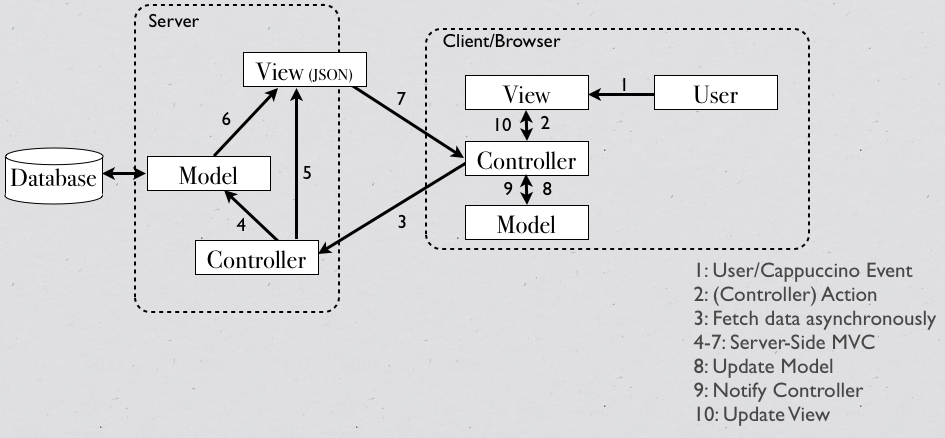 Server
Client/Browser
View (JSON)
7
1
View
User
10
2
6
Controller
Database
Model
5
9
8
4
3
Model
Controller
1: User/Cappuccino Event
2: (Controller) Action
3: Fetch data asynchronously
4-7: Server-Side MVC
8: Update Model
9: Notify Controller
10: Update View